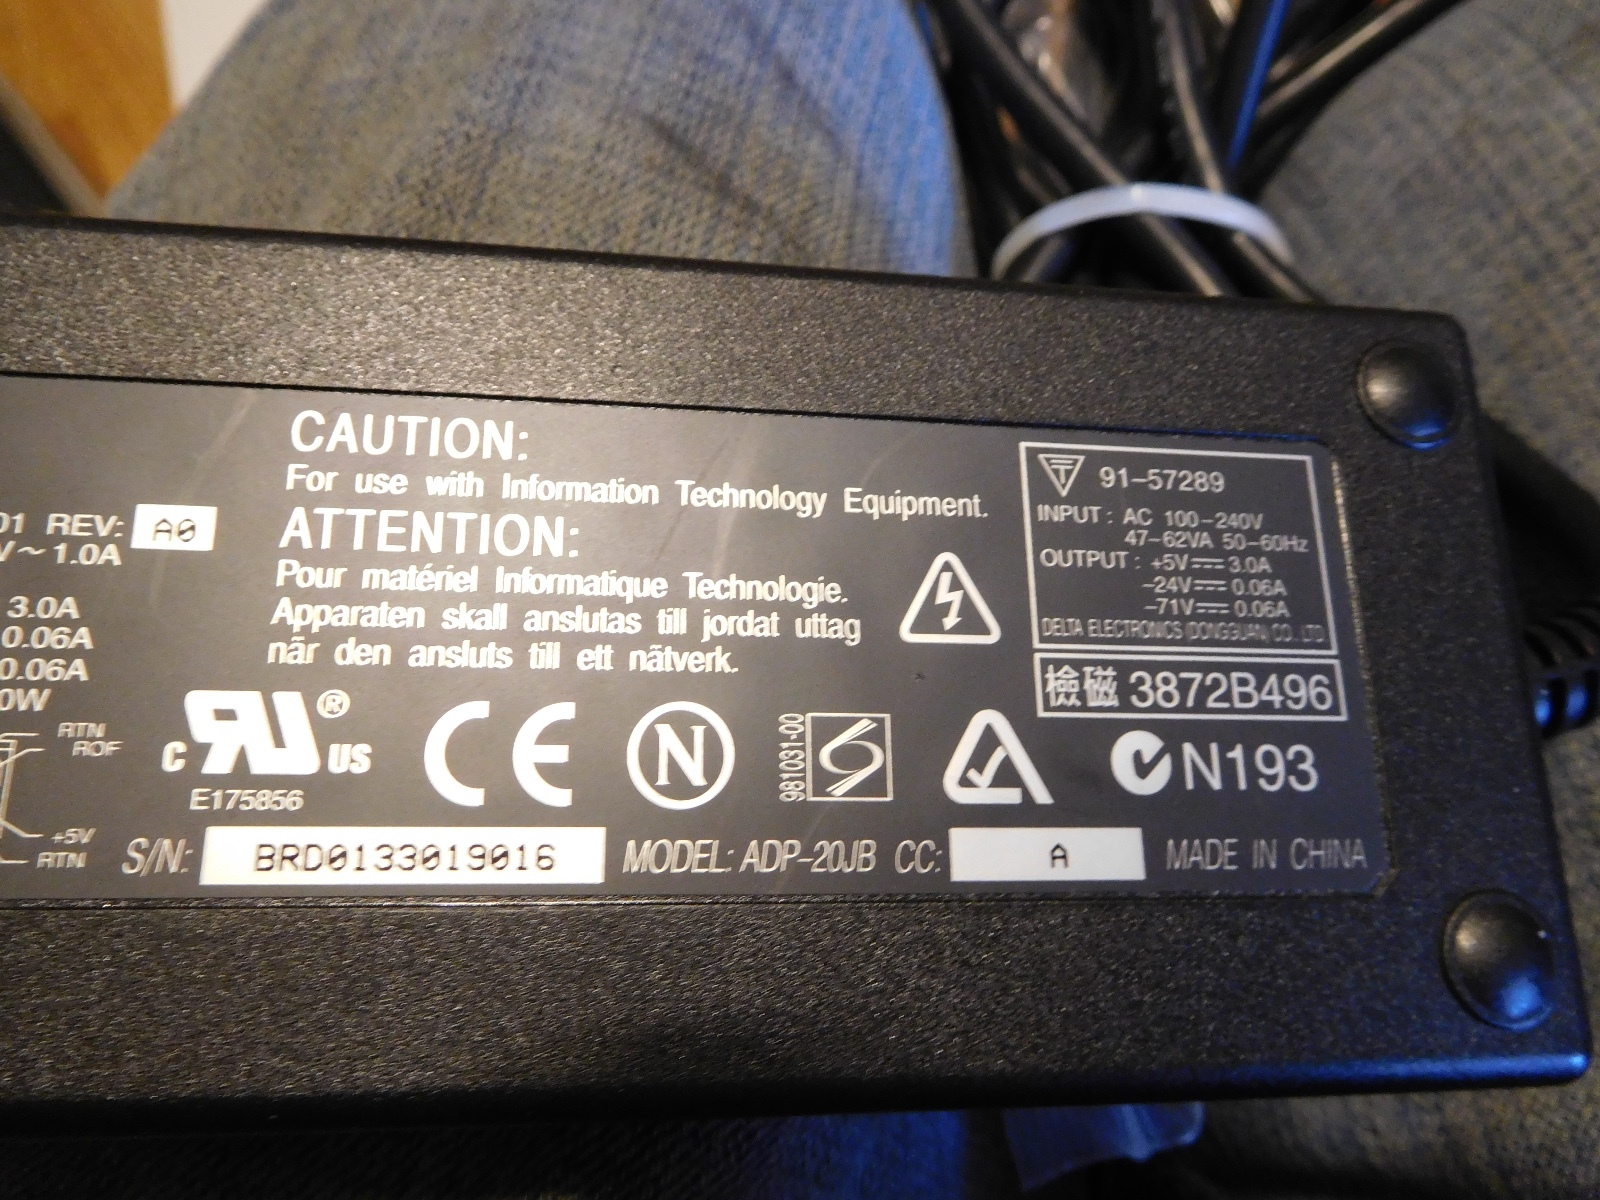 01 REV: A0
V~ 1.0A
3.0A
0.06A
0.06A
0W
RTN
ROF
+5V
RTN
CAUTION:
For use with Information Technology Equipment.
ATTENTION:
Pour matériel Informatique Technologie.
Apparaten skall anslutas till jordat uttag
när den ansluts till ett nätverk.
91-57289
INPUT : AC 100-240V
47-62VA 50-60Hz
OUTPUT : +5V⎓ 3.0A
-24V⎓ 0.06A
-71V⎓ 0.06A
DELTA ELECTRONICS (DONGGUAN) CO., LTD.
檢磁 3872B496
C UL ® US
E175856
CE
N
981031-00
N193
S/N: BRD0133019016 MODEL: ADP-20JB CC: A MADE IN CHINA